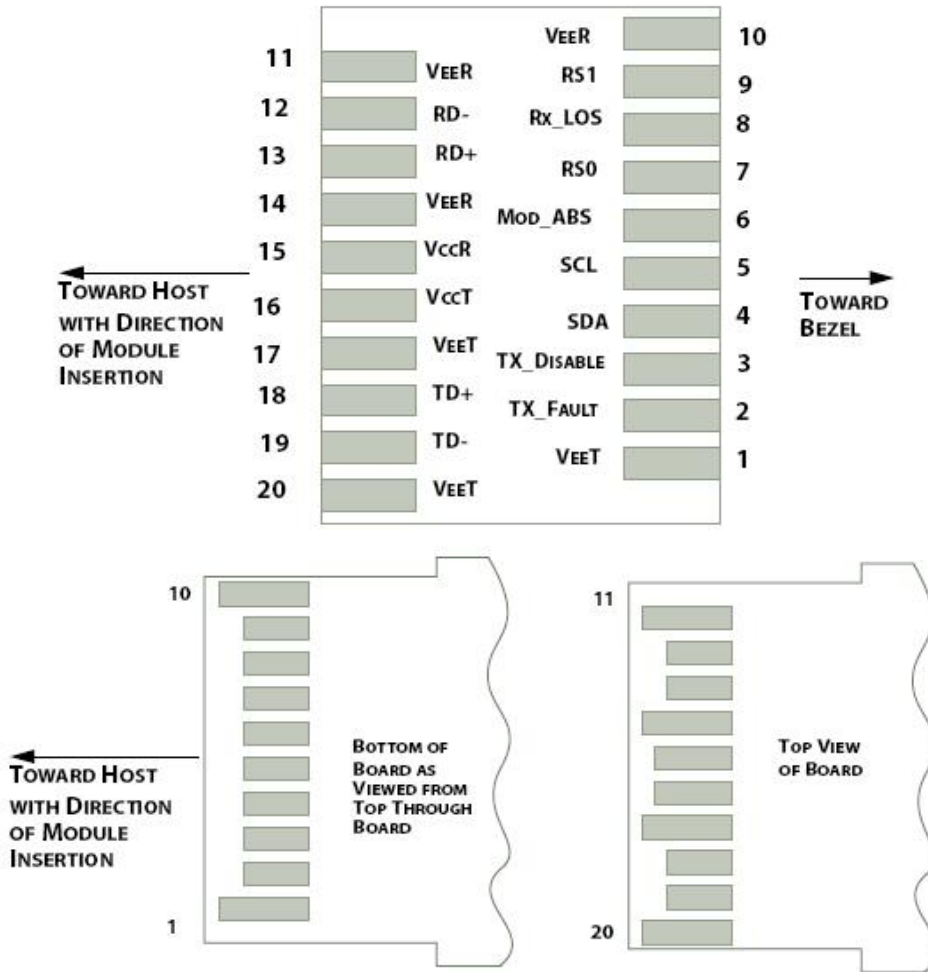 11
12
13
14
15
16
17
18
19
20
VEER
RD-
RD+
VEER
VCCR
VCCT
VEET
TD+
TD-
VEET
VEER
RS1
RX_LOS
RS0
MOD_ABS
SCL
SDA
TX_DISABLE
TX_FAULT
VEET
10
9
8
7
6
5
4
3
2
1
TOWARD HOST
WITH DIRECTION
OF MODULE
INSERTION
TOWARD
BEZEL
10
1
TOWARD HOST
WITH DIRECTION
OF MODULE
INSERTION
BOTTOM OF
BOARD AS
VIEWED FROM
TOP THROUGH
BOARD
11
20
TOP VIEW
OF BOARD